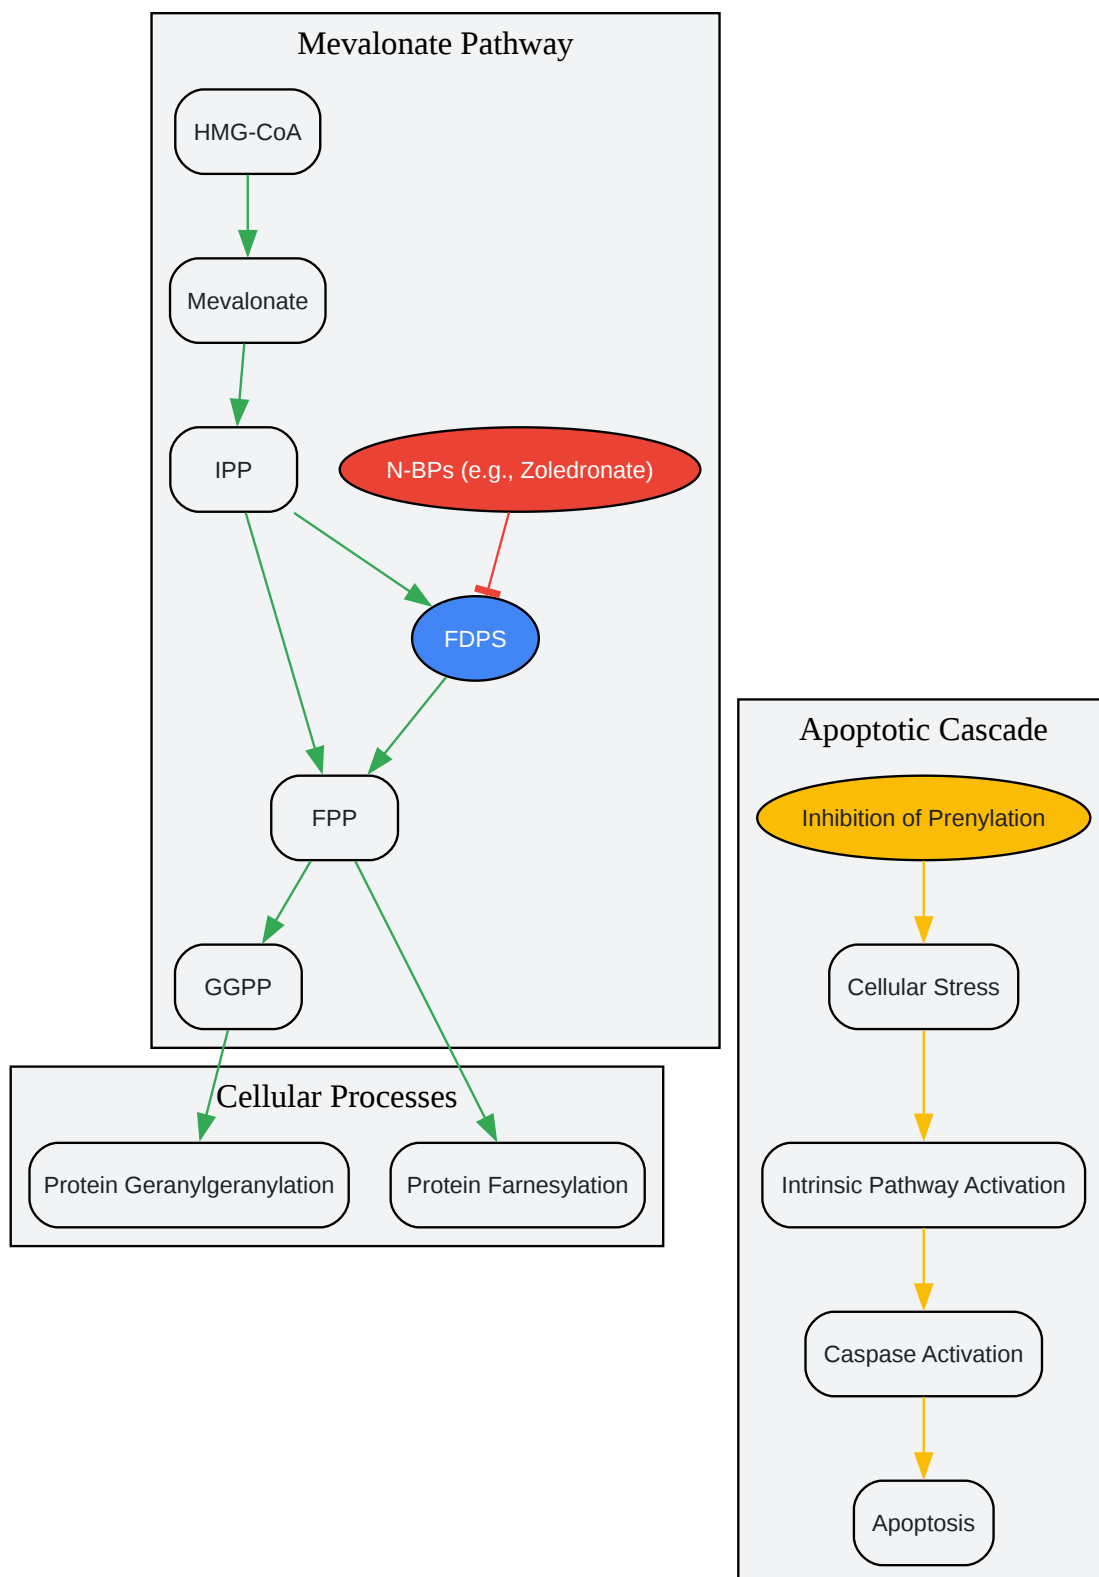 Mevalonate Pathway
HMG-CoA
Mevalonate
IPP
N-BPs (e.g., Zoledronate)
FDPS
FPP
GGPP
Cellular Processes
Protein Geranylgeranylation
Protein Farnesylation
Apoptotic Cascade
Inhibition of Prenylation
Cellular Stress
Intrinsic Pathway Activation
Caspase Activation
Apoptosis